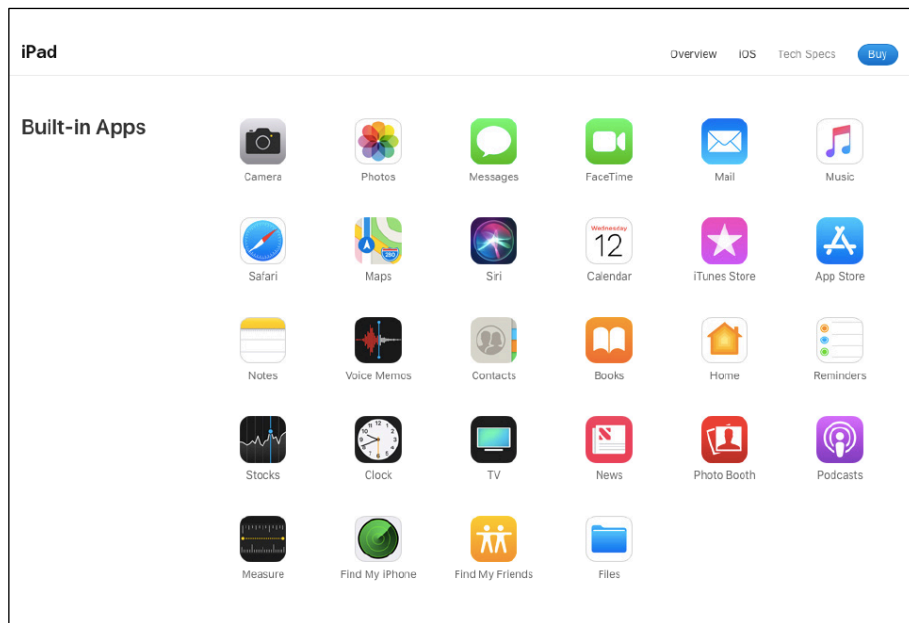 iPad
Overview iOS Tech Specs Buy
Built-in Apps
Camera Photos Messages FaceTime Mail Music
Wednesday
12
280
Safari Maps Siri Calendar iTunes Store App Store
Notes Voice Memos Contacts Books Home Reminders
Stocks Clock TV News Photo Booth Podcasts
Measure Find My iPhone Find My Friends Files